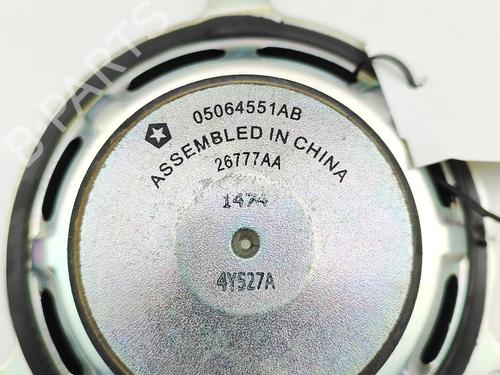 05064551AB
ASSEMBLED IN CHINA
26777AA
1474
4Y527A
B-PARTS